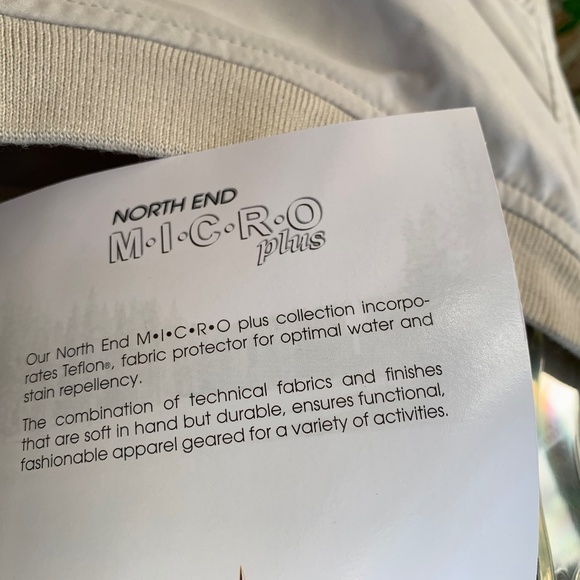 NORTH END
M•I•C•R•O
plus
Our North End M•I•C•R•O plus collection incorpo-
rates Teflon®, fabric protector for optimal water and
stain repellency.
The combination of technical fabrics and finishes
that are soft in hand but durable, ensures functional,
fashionable apparel geared for a variety of activities.